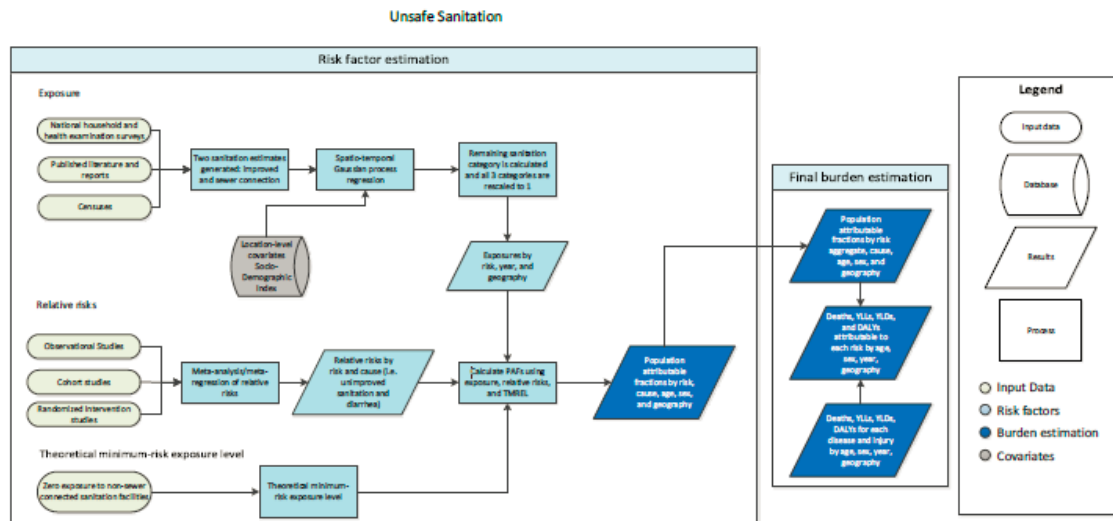 Unsafe Sanitation
Risk factor estimation
Exposure
National household and
health examination surveys
Published literature and
reports
Censuses
Two sanitation estimates
generated: improved
and sewer connection
Spatio-temporal
Gaussian process
regression
Remaining sanitation
category is calculated
and all 3 categories are
rescaled to 1
Location-level
covariates
Socio-
Demographic
Index
Exposures by
risk, year, and
geography
Relative risks
Observational Studies
Cohort studies
Randomized intervention
studies
Meta-analysis/meta-
regression of relative
risks
Relative risks by
risk and cause (i.e.
unimproved
sanitation and
diarrhea)
Calculate PAFs using
exposure, relative risks,
and TMREL
Population
attributable
fractions by risk,
cause, age, sex,
and geography
Theoretical minimum-risk exposure level
Zero exposure to non-sewer
connected sanitation facilities
Theoretical minimum-
risk exposure level
Final burden estimation
Population
attributable
fractions by risk
aggregate, cause,
age, sex, and
geography
Deaths, YLLs, YLDs,
and DALYs
attributable to
each risk by age,
sex, year,
geography
Deaths, YLLs, YLDs,
DALYs for each
disease and injury
by age, sex, year,
geography
Legend
Input data
Database
Results
Process
Input Data
Risk factors
Burden estimation
Covariates